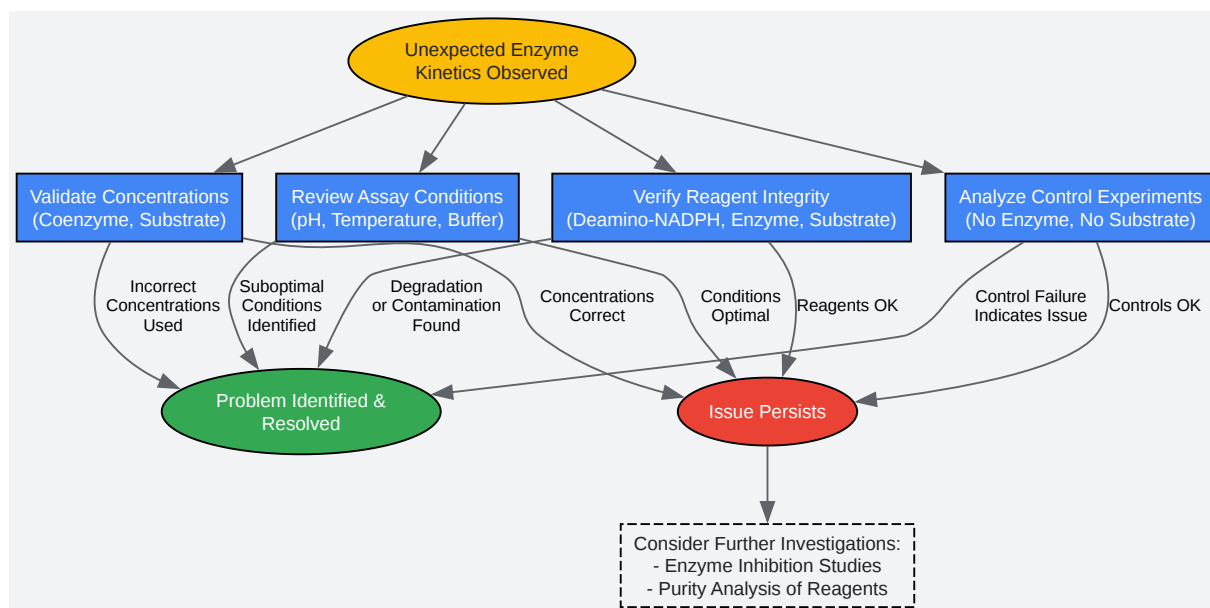 Unexpected Enzyme
Kinetics Observed
Validate Concentrations
(Coenzyme, Substrate)
Review Assay Conditions
(pH, Temperature, Buffer)
Verify Reagent Integrity
(Deamino-NADPH, Enzyme, Substrate)
Analyze Control Experiments
(No Enzyme, No Substrate)
Incorrect
Concentrations
Used
Suboptimal
Conditions
Identified
Degradation
or Contamination
Found
Concentrations
Correct
Conditions
Optimal
Reagents OK
Control Failure
Indicates Issue
Controls OK
Problem Identified &
Resolved
Issue Persists
Consider Further Investigations:
- Enzyme Inhibition Studies
- Purity Analysis of Reagents